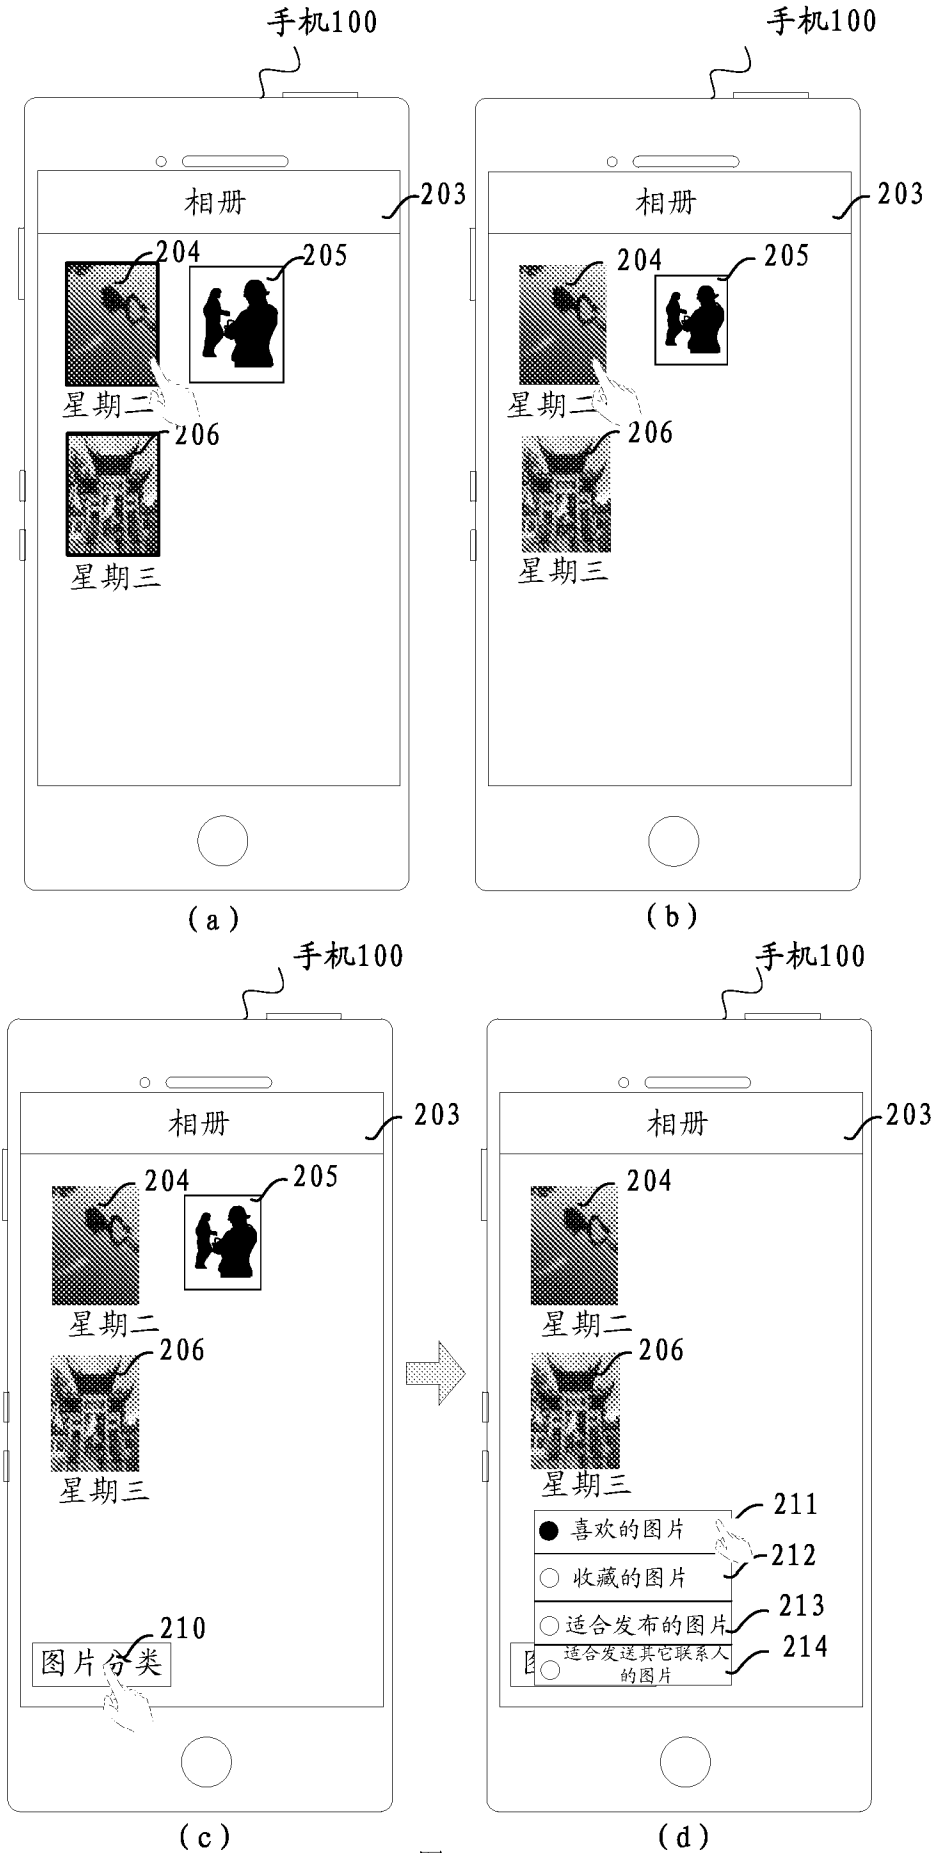 手机100
手机100
相册
203
相册
203
204
205
204
205
星期二
星期二
206
206
星期三
星期三
(a)
(b)
手机100
手机100
相册
203
相册
203
204
205
204
星期二
星期二
206
206
星期三
星期三
喜欢的图片
211
收藏的图片
212
适合发布的图片
213
适合发送其它联系人
的图片
214
210
图片分类
(c)
(d)